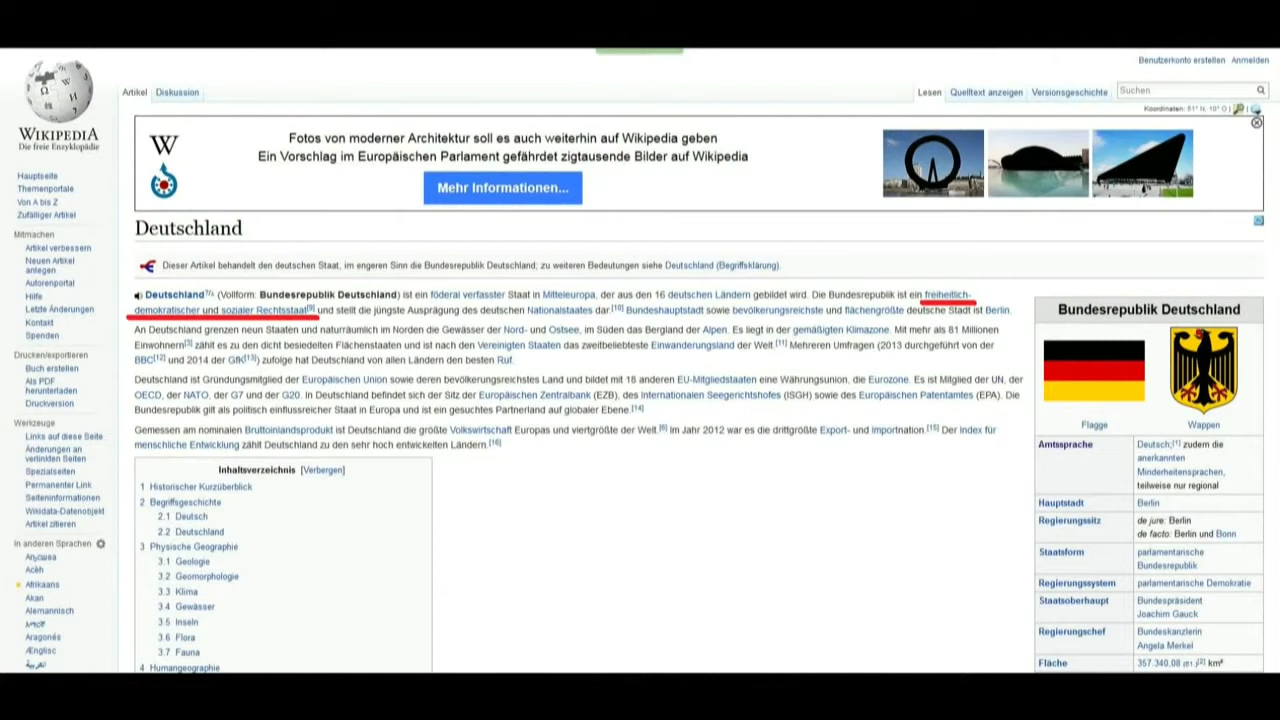 Benutzerkonto erstellen Anmelden
Artikel Diskussion
Lesen Quelltext anzeigen Versionsgeschichte
Suchen
Koordinaten: 51° N, 10° O
WIKIPEDIA
Die freie Enzyklopädie
W
Fotos von moderner Architektur soll es auch weiterhin auf Wikipedia geben
Ein Vorschlag im Europäischen Parlament gefährdet zigtausende Bilder auf Wikipedia
Mehr Informationen...
Hauptseite
Themenportale
Von A bis Z
Zufälliger Artikel
Mitmachen
Artikel verbessern
Neuen Artikel
anlegen
Autorenportal
Hilfe
Letzte Änderungen
Kontakt
Spenden
Drucken/exportieren
Buch erstellen
Als PDF
herunterladen
Druckversion
Werkzeuge
Links auf diese Seite
Änderungen an
verlinkten Seiten
Spezialseiten
Permanenter Link
Seiteninformationen
Wikidata-Datenobjekt
Artikel zitieren
In anderen Sprachen
Аҧсшәа
Acèh
Afrikaans
Akan
Alemannisch
አማርኛ
Aragonés
Ænglisc
العربية
Deutschland
Dieser Artikel behandelt den deutschen Staat, im engeren Sinn die Bundesrepublik Deutschland; zu weiteren Bedeutungen siehe Deutschland (Begriffsklärung).
Deutschland (Vollform: Bundesrepublik Deutschland) ist ein föderal verfasster Staat in Mitteleuropa, der aus den 16 deutschen Ländern gebildet wird. Die Bundesrepublik ist ein freiheitlich-
demokratischer und sozialer Rechtsstaat[9] und stellt die jüngste Ausprägung des deutschen Nationalstaates dar.[10] Bundeshauptstadt sowie bevölkerungsreichste und flächengrößte deutsche Stadt ist Berlin.
An Deutschland grenzen neun Staaten und naturräumlich im Norden die Gewässer der Nord- und Ostsee, im Süden das Bergland der Alpen. Es liegt in der gemäßigten Klimazone. Mit mehr als 81 Millionen
Einwohnern[3] zählt es zu den dicht besiedelten Flächenstaaten und ist nach den Vereinigten Staaten das zweitbeliebteste Einwanderungsland der Welt.[11] Mehreren Umfragen (2013 durchgeführt von der
BBC[12] und 2014 der GfK[13]) zufolge hat Deutschland von allen Ländern den besten Ruf.
Deutschland ist Gründungsmitglied der Europäischen Union sowie deren bevölkerungsreichstes Land und bildet mit 18 anderen EU-Mitgliedstaaten eine Währungsunion, die Eurozone. Es ist Mitglied der UN, der
OECD, der NATO, der G7 und der G20. In Deutschland befindet sich der Sitz der Europäischen Zentralbank (EZB), des Internationalen Seegerichtshofes (ISGH) sowie des Europäischen Patentamtes (EPA). Die
Bundesrepublik gilt als politisch einflussreicher Staat in Europa und ist ein gesuchtes Partnerland auf globaler Ebene.[14]
Gemessen am nominalen Bruttoinlandsprodukt ist Deutschland die größte Volkswirtschaft Europas und viertgrößte der Welt.[6] Im Jahr 2012 war es die drittgrößte Export- und Importnation.[15] Der Index für
menschliche Entwicklung zählt Deutschland zu den sehr hoch entwickelten Ländern.[16]
Inhaltsverzeichnis [Verbergen]
1 Historischer Kurzüberblick
2 Begriffsgeschichte
2.1 Deutsch
2.2 Deutschland
3 Physische Geographie
3.1 Geologie
3.2 Geomorphologie
3.3 Klima
3.4 Gewässer
3.5 Inseln
3.6 Flora
3.7 Fauna
4 Humangeographie
Bundesrepublik Deutschland
Flagge Wappen
Amtssprache Deutsch;[1] zudem die
anerkannten
Minderheitensprachen,
teilweise nur regional
Hauptstadt Berlin
Regierungssitz de jure: Berlin
de facto: Berlin und Bonn
Staatsform parlamentarische
Bundesrepublik
Regierungssystem parlamentarische Demokratie
Staatsoberhaupt Bundespräsident
Joachim Gauck
Regierungschef Bundeskanzlerin
Angela Merkel
Fläche 357.340,08 (61.)[2] km²